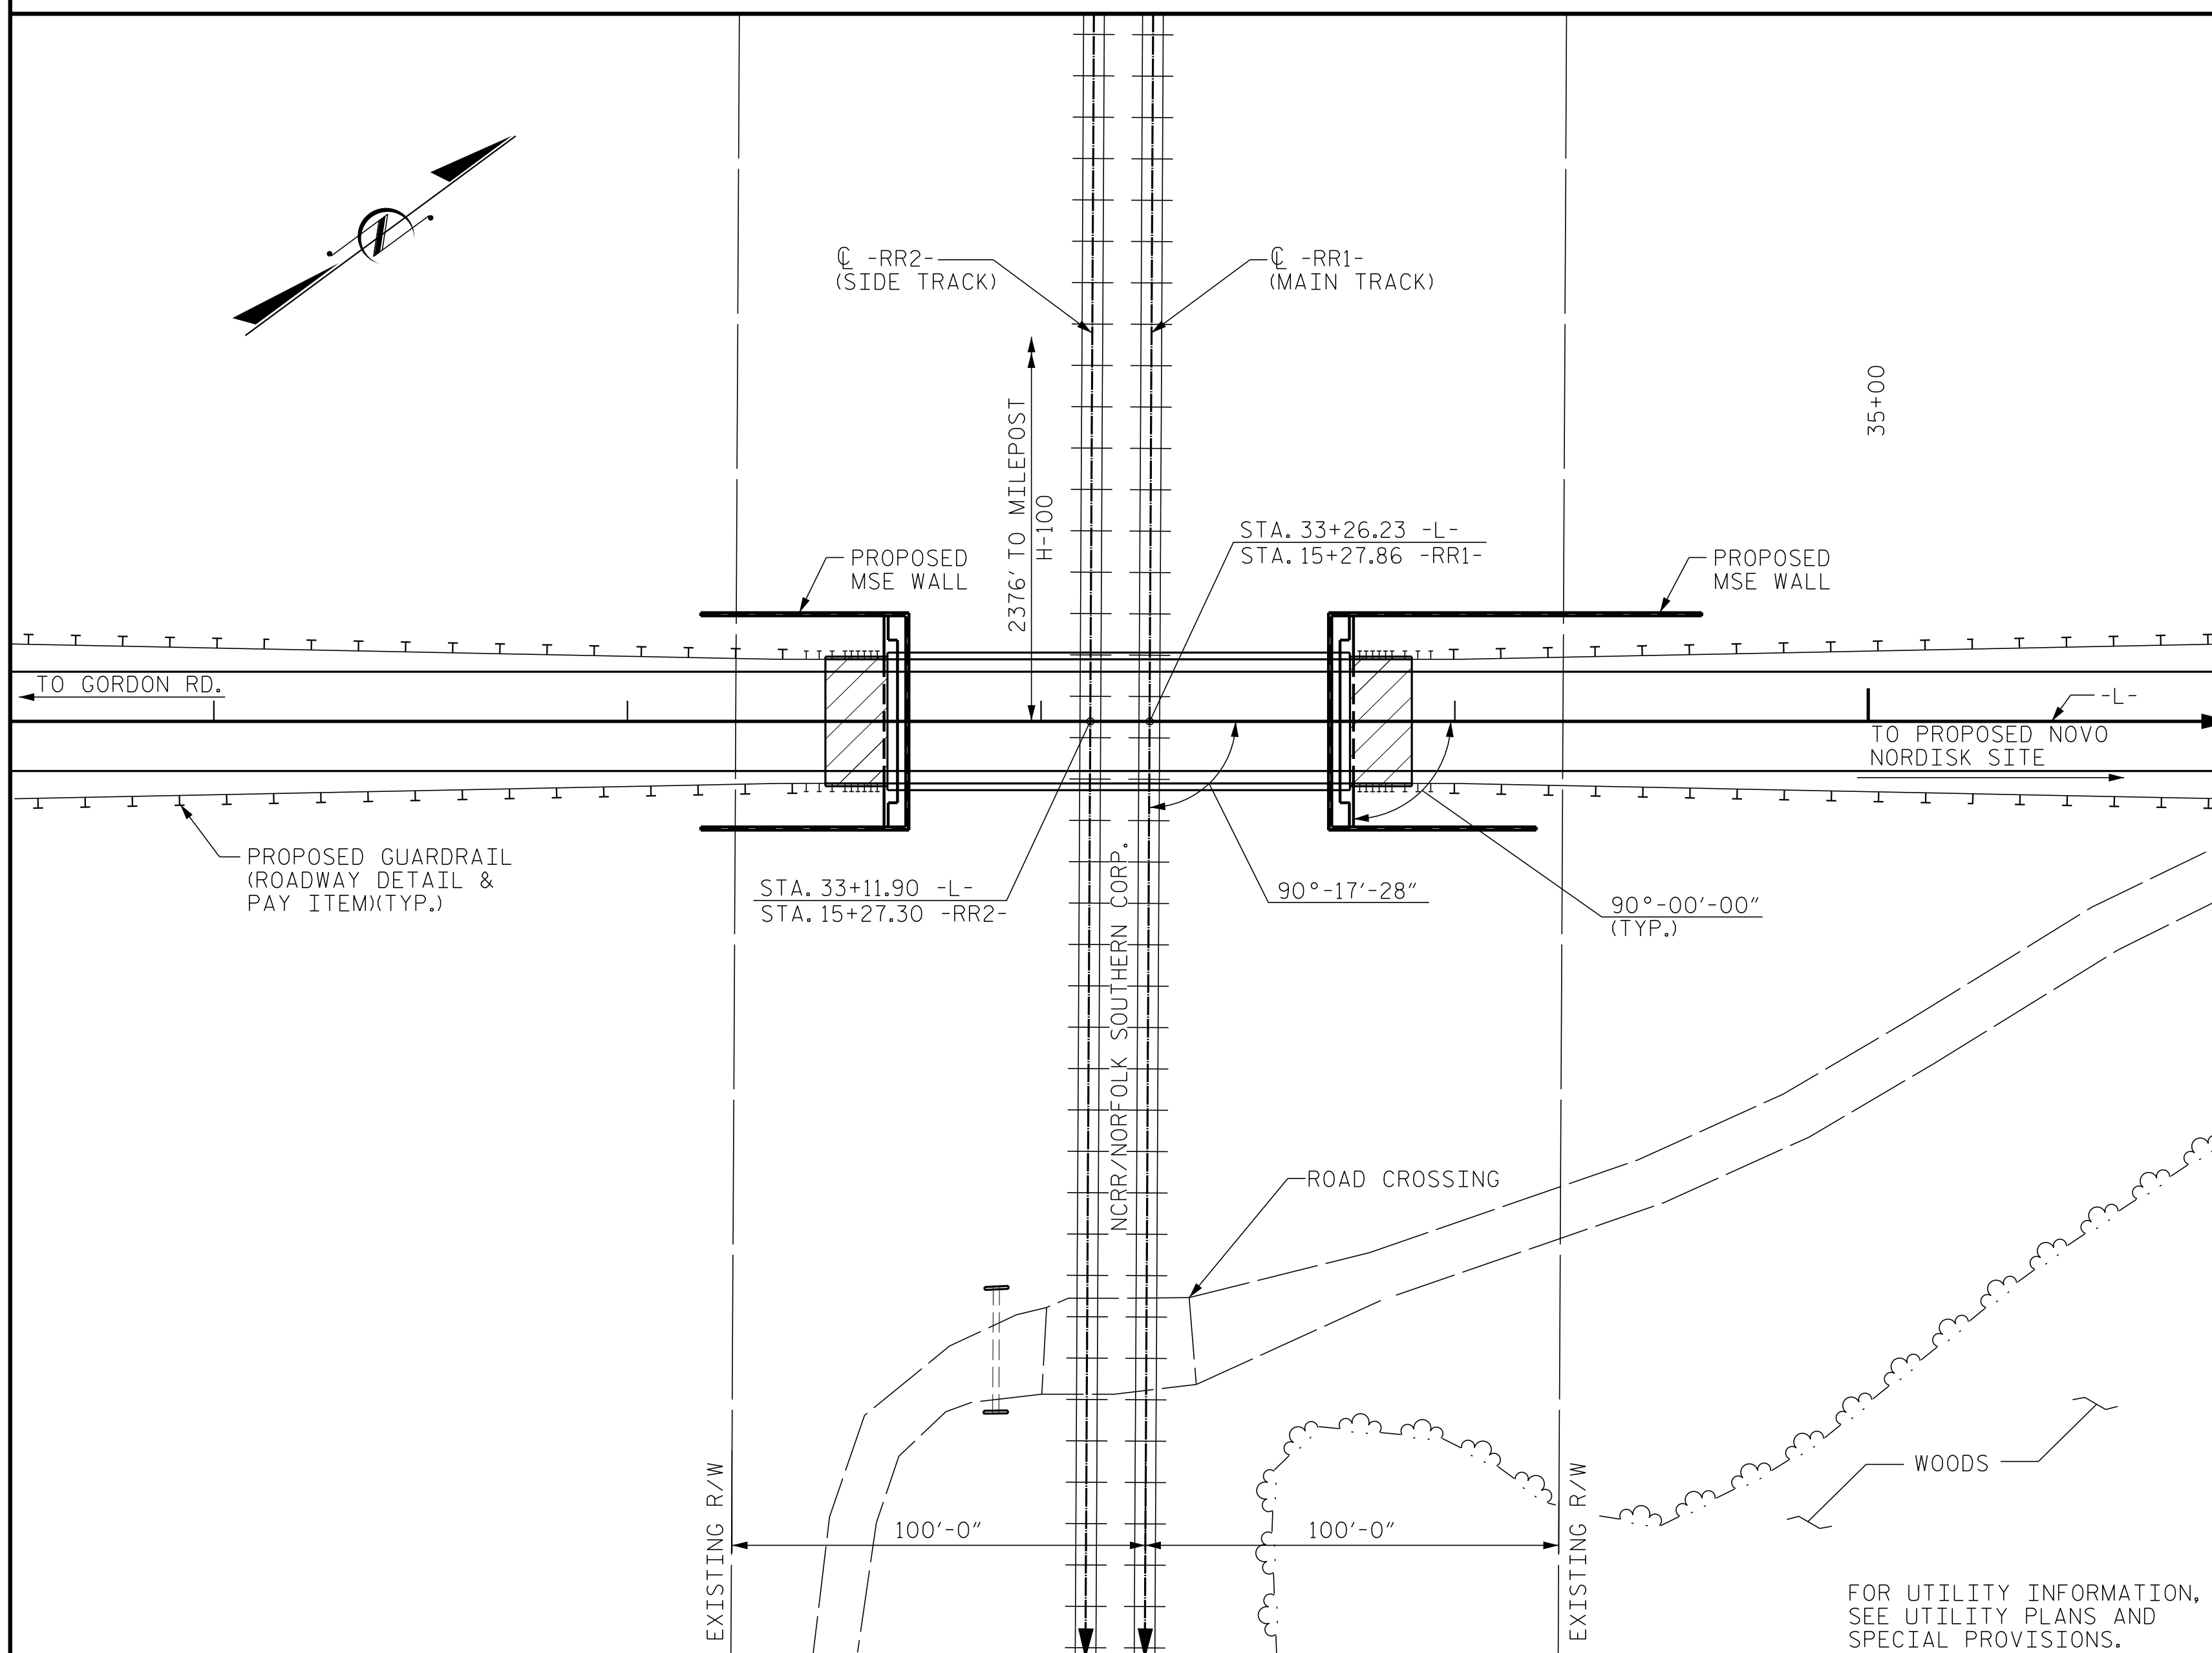 ℄ -RR2-
(SIDE TRACK)
℄ -RR1-
(MAIN TRACK)
35+00
2376' TO MILEPOST
H-100
STA. 33+26.23 -L-
STA. 15+27.86 -RR1-
PROPOSED
MSE WALL
PROPOSED
MSE WALL
TO GORDON RD.
-L-
TO PROPOSED NOVO
NORDISK SITE
PROPOSED GUARDRAIL
(ROADWAY DETAIL &
PAY ITEM)(TYP.)
STA. 33+11.90 -L-
STA. 15+27.30 -RR2-
90°-17'-28"
90°-00'-00"
(TYP.)
NCRR/NORFOLK SOUTHERN CORP.
ROAD CROSSING
WOODS
EXISTING R/W
100'-0"
100'-0"
EXISTING R/W
FOR UTILITY INFORMATION,
SEE UTILITY PLANS AND
SPECIAL PROVISIONS.